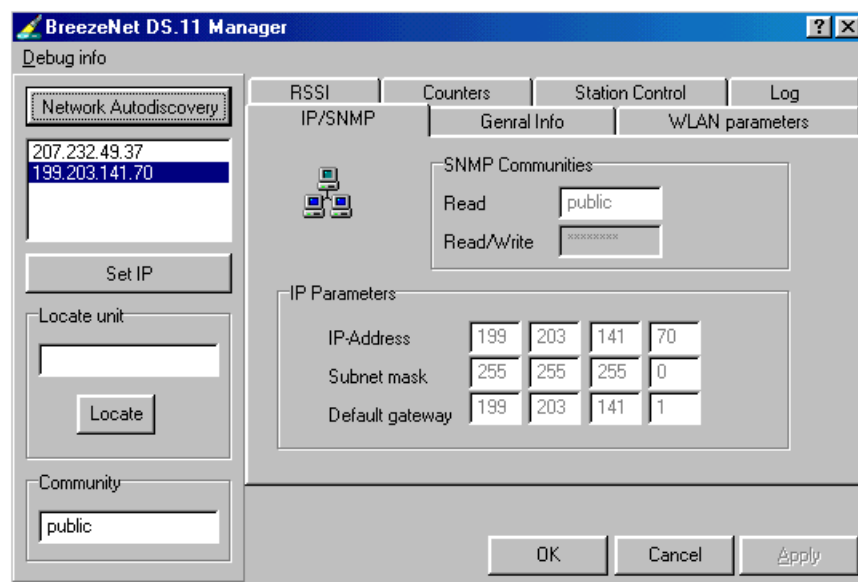 BreezeNet DS.11 Manager
Debug info
Network Autodiscovery
207.232.49.37
199.203.141.70
Set IP
Locate unit
Locate
Community
public
RSSI Counters Station Control Log
IP/SNMP Genral Info WLAN parameters
SNMP Communities
Read public
Read/Write ********
IP Parameters
IP-Address 199 203 141 70
Subnet mask 255 255 255 0
Default gateway 199 203 141 1
OK Cancel Apply